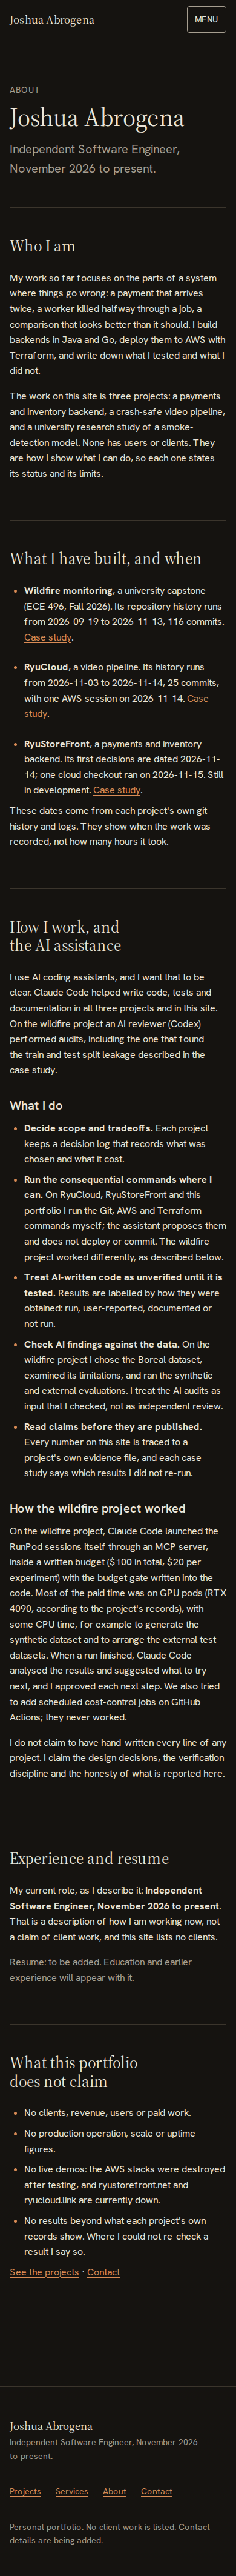 Joshua Abrogena
MENU
ABOUT
Joshua Abrogena
Independent Software Engineer,
November 2026 to present.
Who I am
My work so far focuses on the parts of a system
where things go wrong: a payment that arrives
twice, a worker killed halfway through a job, a
comparison that looks better than it should. I build
backends in Java and Go, deploy them to AWS with
Terraform, and write down what I tested and what I
did not.
The work on this site is three projects: a payments
and inventory backend, a crash-safe video pipeline,
and a university research study of a smoke-
detection model. None has users or clients. They
are how I show what I can do, so each one states
its status and its limits.
What I have built, and when
• Wildfire monitoring, a university capstone
(ECE 496, Fall 2026). Its repository history runs
from 2026-09-19 to 2026-11-13, 116 commits.
Case study.
• RyuCloud, a video pipeline. Its history runs
from 2026-11-03 to 2026-11-14, 25 commits,
with one AWS session on 2026-11-14. Case
study.
• RyuStoreFront, a payments and inventory
backend. Its first decisions are dated 2026-11-
14; one cloud checkout ran on 2026-11-15. Still
in development. Case study.
These dates come from each project's own git
history and logs. They show when the work was
recorded, not how many hours it took.
How I work, and
the AI assistance
I use AI coding assistants, and I want that to be
clear. Claude Code helped write code, tests and
documentation in all three projects and in this site.
On the wildfire project an AI reviewer (Codex)
performed audits, including the one that found
the train and test split leakage described in the
case study.
What I do
• Decide scope and tradeoffs. Each project
keeps a decision log that records what was
chosen and what it cost.
• Run the consequential commands where I
can. On RyuCloud, RyuStoreFront and this
portfolio I run the Git, AWS and Terraform
commands myself; the assistant proposes them
and does not deploy or commit. The wildfire
project worked differently, as described below.
• Treat AI-written code as unverified until it is
tested. Results are labelled by how they were
obtained: run, user-reported, documented or
not run.
• Check AI findings against the data. On the
wildfire project I chose the Boreal dataset,
examined its limitations, and ran the synthetic
and external evaluations. I treat the AI audits as
input that I checked, not as independent review.
• Read claims before they are published.
Every number on this site is traced to a
project's own evidence file, and each case
study says which results I did not re-run.
How the wildfire project worked
On the wildfire project, Claude Code launched the
RunPod sessions itself through an MCP server,
inside a written budget ($100 in total, $20 per
experiment) with the budget gate written into the
code. Most of the paid time was on GPU pods (RTX
4090, according to the project's records), with
some CPU time, for example to generate the
synthetic dataset and to arrange the external test
datasets. When a run finished, Claude Code
analysed the results and suggested what to try
next, and I approved each next step. We also tried
to add scheduled cost-control jobs on GitHub
Actions; they never worked.
I do not claim to have hand-written every line of any
project. I claim the design decisions, the verification
discipline and the honesty of what is reported here.
Experience and resume
My current role, as I describe it: Independent
Software Engineer, November 2026 to present.
That is a description of how I am working now, not
a claim of client work, and this site lists no clients.
Resume: to be added. Education and earlier
experience will appear with it.
What this portfolio
does not claim
• No clients, revenue, users or paid work.
• No production operation, scale or uptime
figures.
• No live demos: the AWS stacks were destroyed
after testing, and ryustorefront.net and
ryucloud.link are currently down.
• No results beyond what each project's own
records show. Where I could not re-check a
result I say so.
See the projects · Contact
Joshua Abrogena
Independent Software Engineer, November 2026
to present.
Projects Services About Contact
Personal portfolio. No client work is listed. Contact
details are being added.